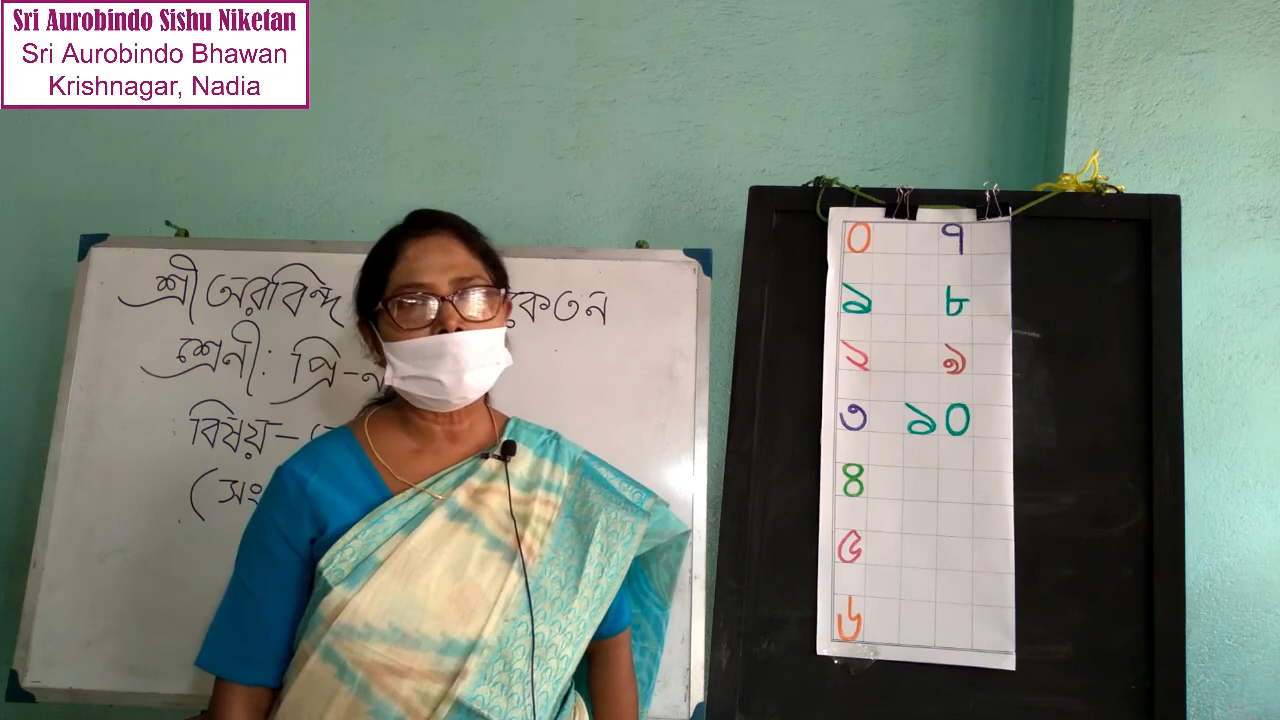 Sri Aurobindo Sishu Niketan
Sri Aurobindo Bhawan
Krishnagar, Nadia
শ্রী অরবিন্দ কেতন
শ্রেণী: প্রি-ন
বিষয়-
(সং
০ ৭
১ ৮
২ ৯
৩ ১০
৪
৫
৬